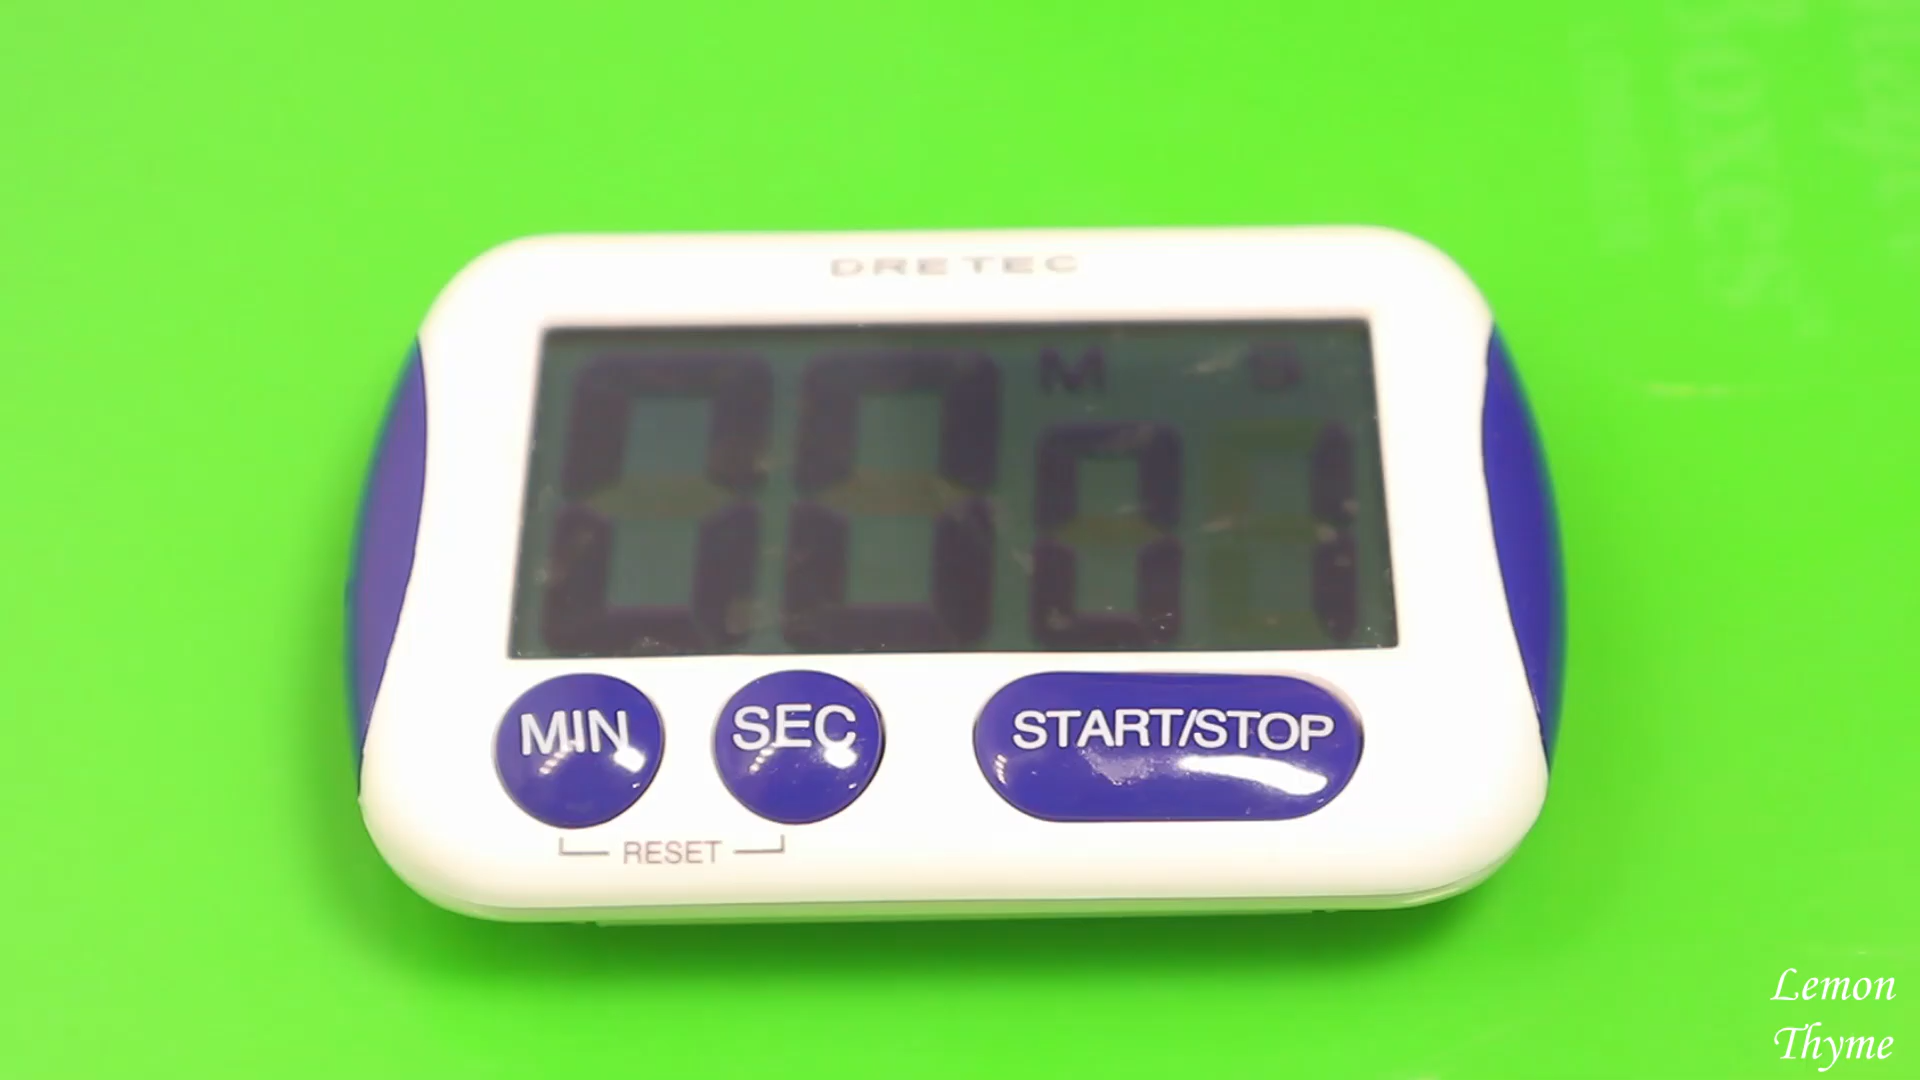 DRETEC
M S
00 01
MIN SEC START/STOP
RESET
Lemon
Thyme